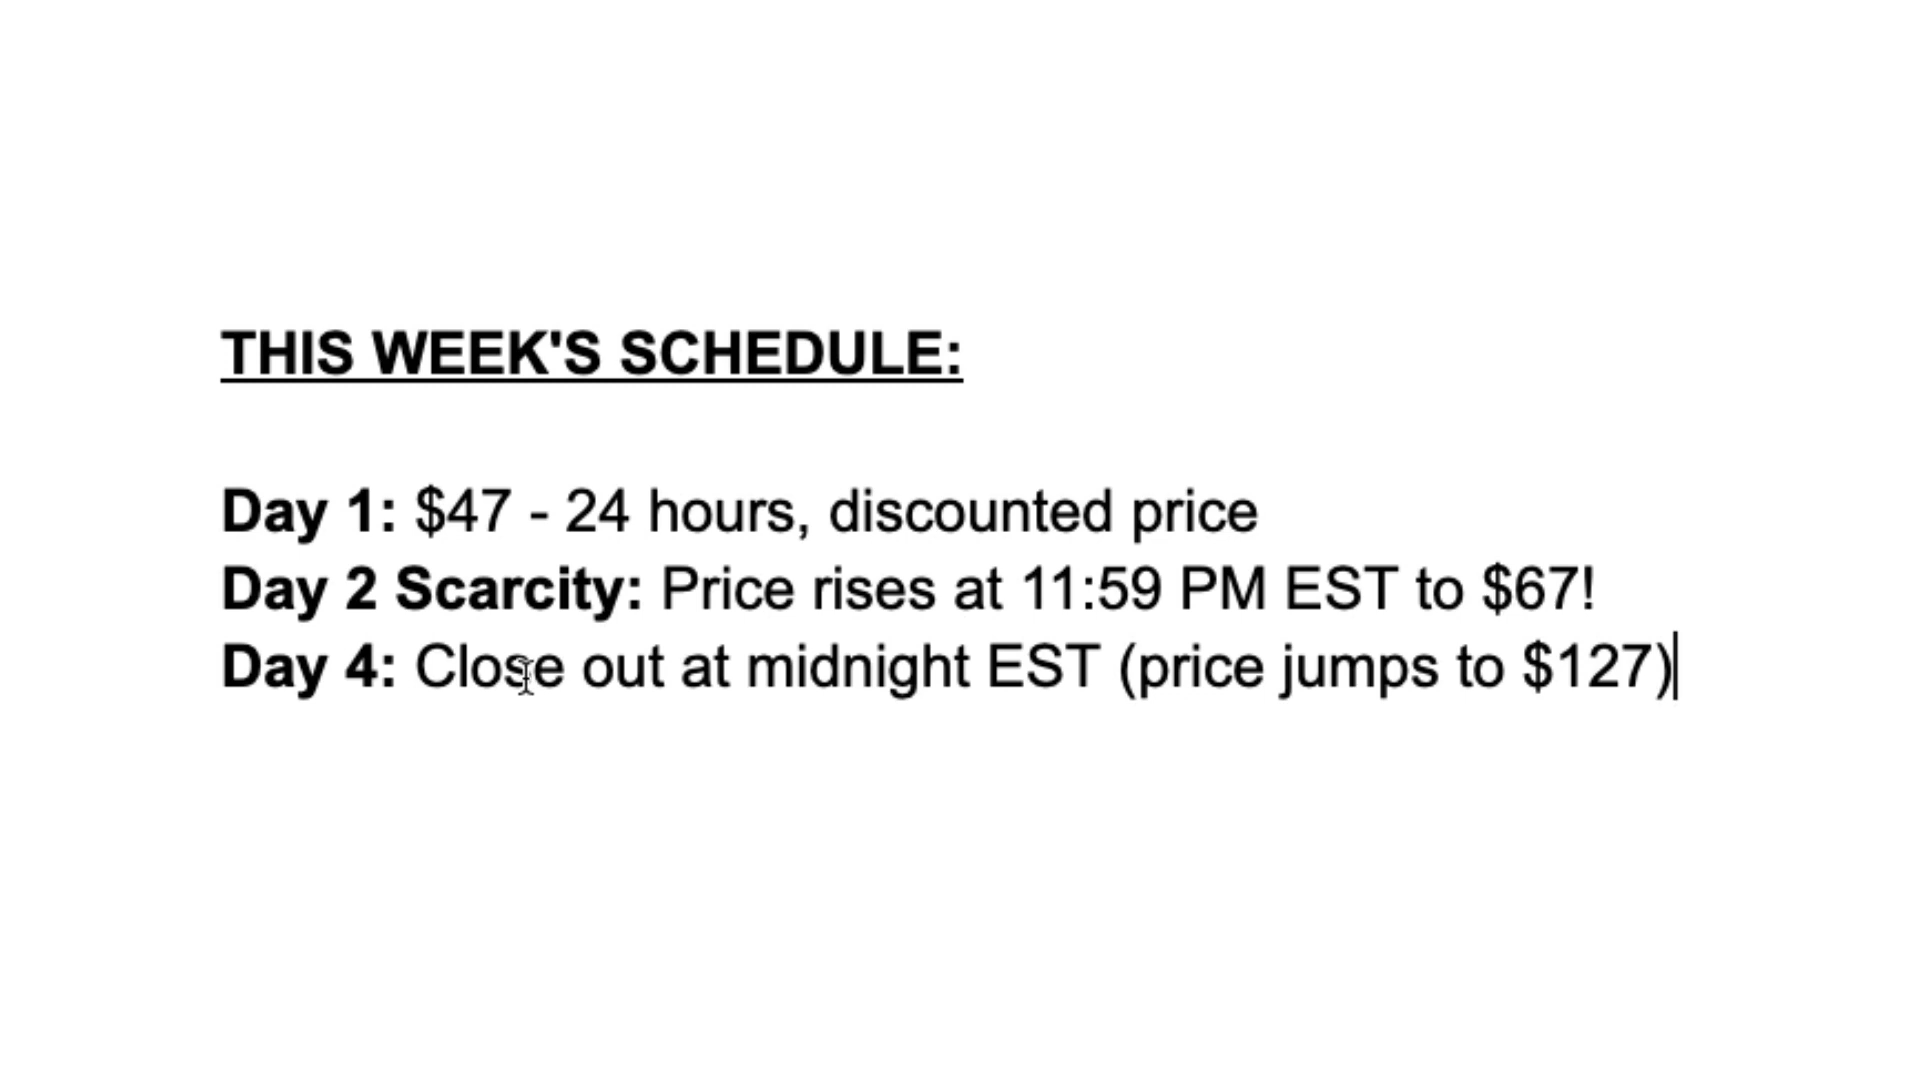 THIS WEEK'S SCHEDULE:
Day 1: $47 - 24 hours, discounted price
Day 2 Scarcity: Price rises at 11:59 PM EST to $67!
Day 4: Close out at midnight EST (price jumps to $127)